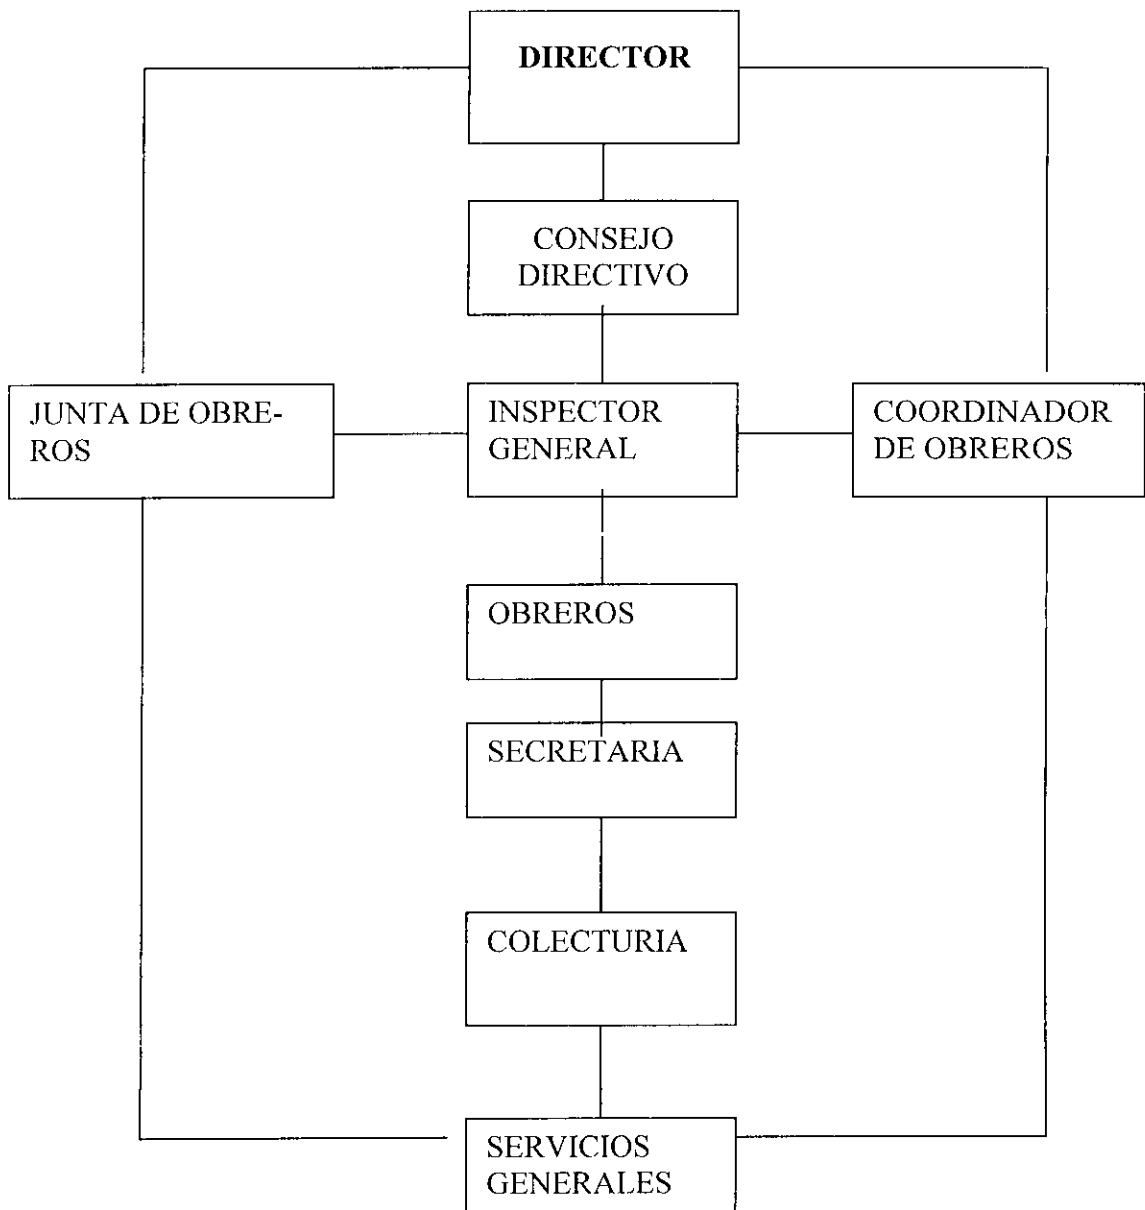 DIRECTOR
CONSEJO
DIRECTIVO
JUNTA DE OBRE-
ROS
INSPECTOR
GENERAL
COORDINADOR
DE OBREROS
OBREROS
SECRETARIA
COLECTURIA
SERVICIOS
GENERALES